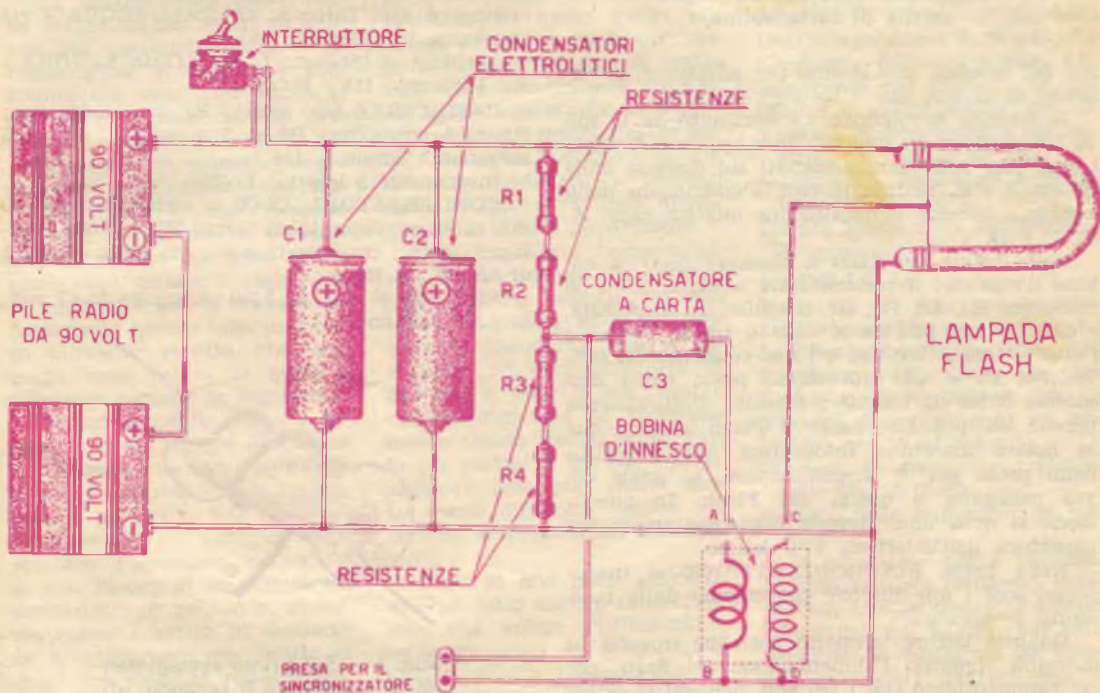 INTERRUTTORE
CONDENSATORI
ELETTROLITICI
RESISTENZE
+
90 VOLT
-
PILE RADIO
DA 90 VOLT
+
90 VOLT
-
C1
+
C2
+
R1
R2
R3
R4
CONDENSATORE
A CARTA
C3
LAMPADA
FLASH
BOBINA
D'INNESCO
A
C
B
D
RESISTENZE
PRESA PER IL
SINCRONIZZATORE